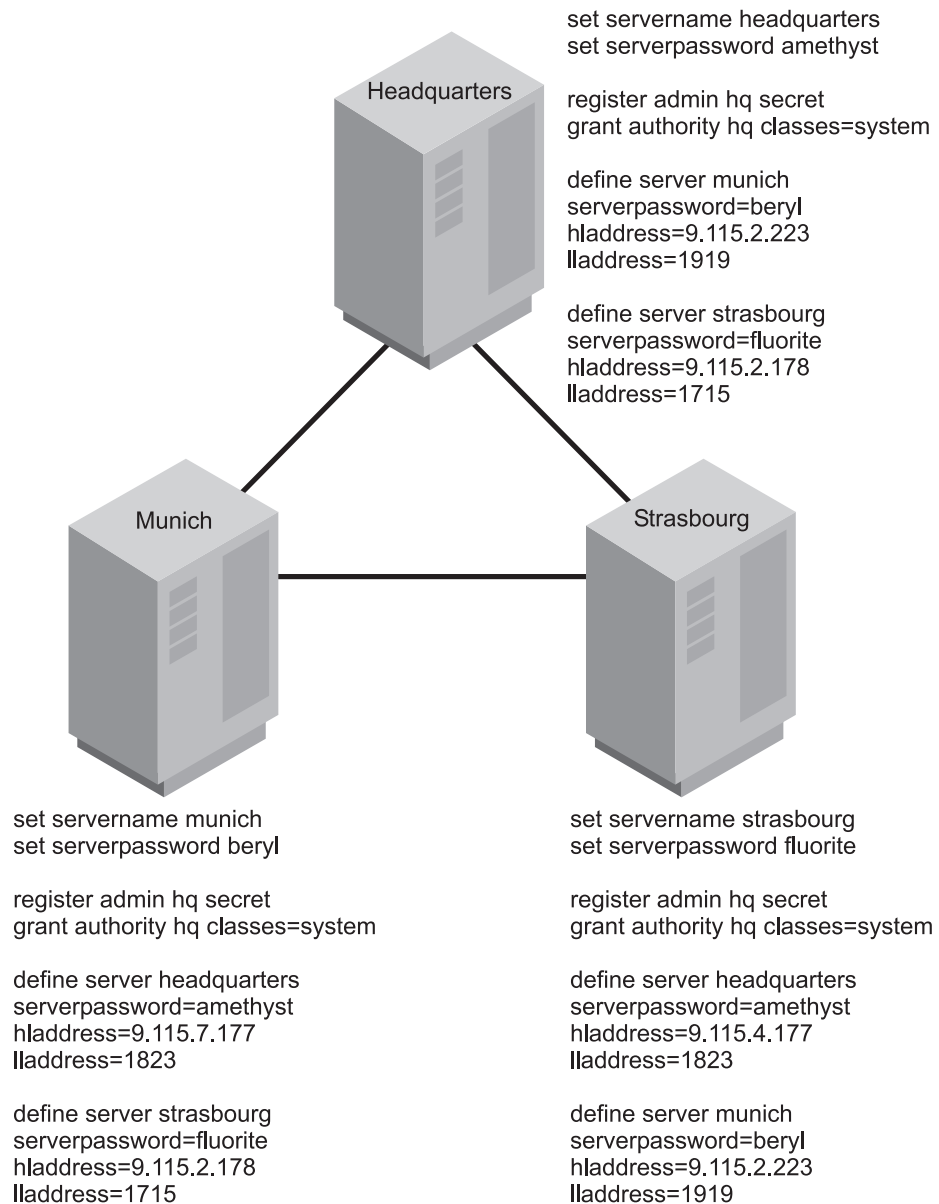 set servername headquarters
set serverpassword amethyst
Headquarters
register admin hq secret
grant authority hq classes=system
define server munich
serverpassword=beryl
hladdress=9.115.2.223
lladdress=1919
define server strasbourg
serverpassword=fluorite
hladdress=9.115.2.178
lladdress=1715
Munich
Strasbourg
set servername munich
set serverpassword beryl
register admin hq secret
grant authority hq classes=system
define server headquarters
serverpassword=amethyst
hladdress=9.115.7.177
lladdress=1823
define server strasbourg
serverpassword=fluorite
hladdress=9.115.2.178
lladdress=1715
set servername strasbourg
set serverpassword fluorite
register admin hq secret
grant authority hq classes=system
define server headquarters
serverpassword=amethyst
hladdress=9.115.4.177
lladdress=1823
define server munich
serverpassword=beryl
hladdress=9.115.2.223
lladdress=1919